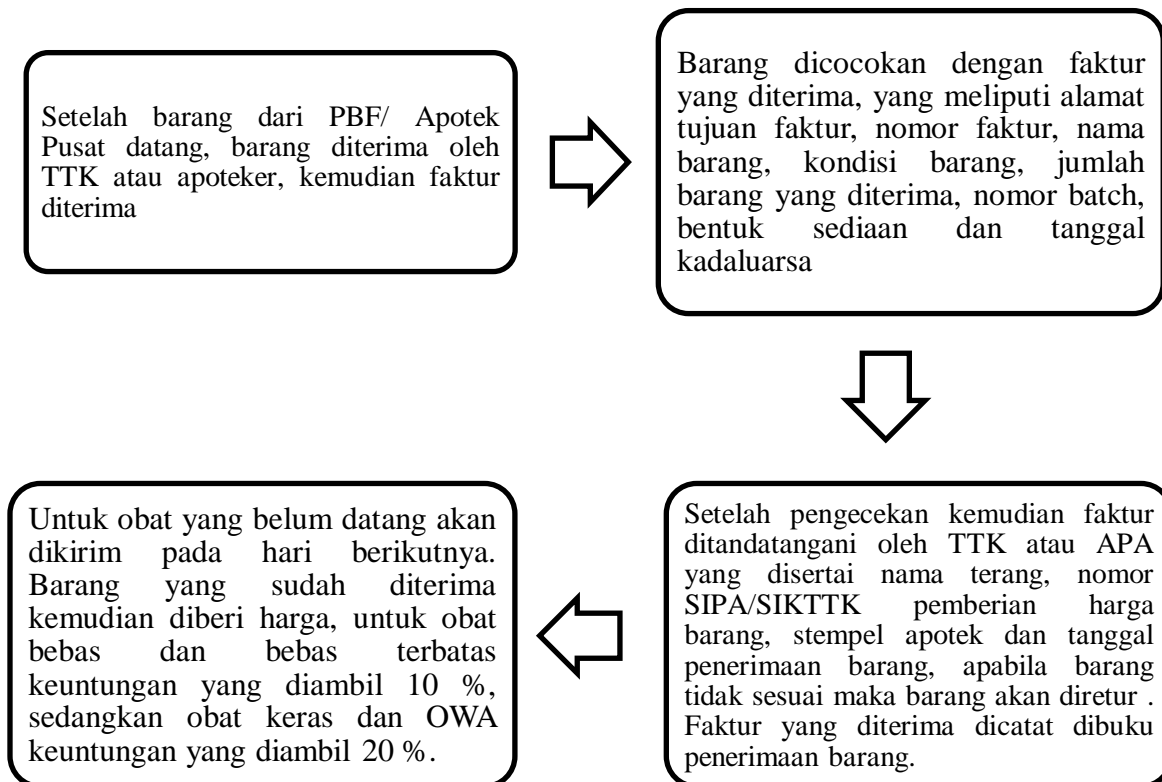 Setelah barang dari PBF/ Apotek
Pusat datang, barang diterima oleh
TTK atau apoteker, kemudian faktur
diterima
Barang dicocokan dengan faktur
yang diterima, yang meliputi alamat
tujuan faktur, nomor faktur, nama
barang, kondisi barang, jumlah
barang yang diterima, nomor batch,
bentuk sediaan dan tanggal
kadaluarsa
Setelah pengecekan kemudian faktur
ditandatangani oleh TTK atau APA
yang disertai nama terang, nomor
SIPA/SIKTTK pemberian harga
barang, stempel apotek dan tanggal
penerimaan barang, apabila barang
tidak sesuai maka barang akan diretur .
Faktur yang diterima dicatat dibuku
penerimaan barang.
Untuk obat yang belum datang akan
dikirim pada hari berikutnya.
Barang yang sudah diterima
kemudian diberi harga, untuk obat
bebas dan bebas terbatas
keuntungan yang diambil 10 %,
sedangkan obat keras dan OWA
keuntungan yang diambil 20 %.